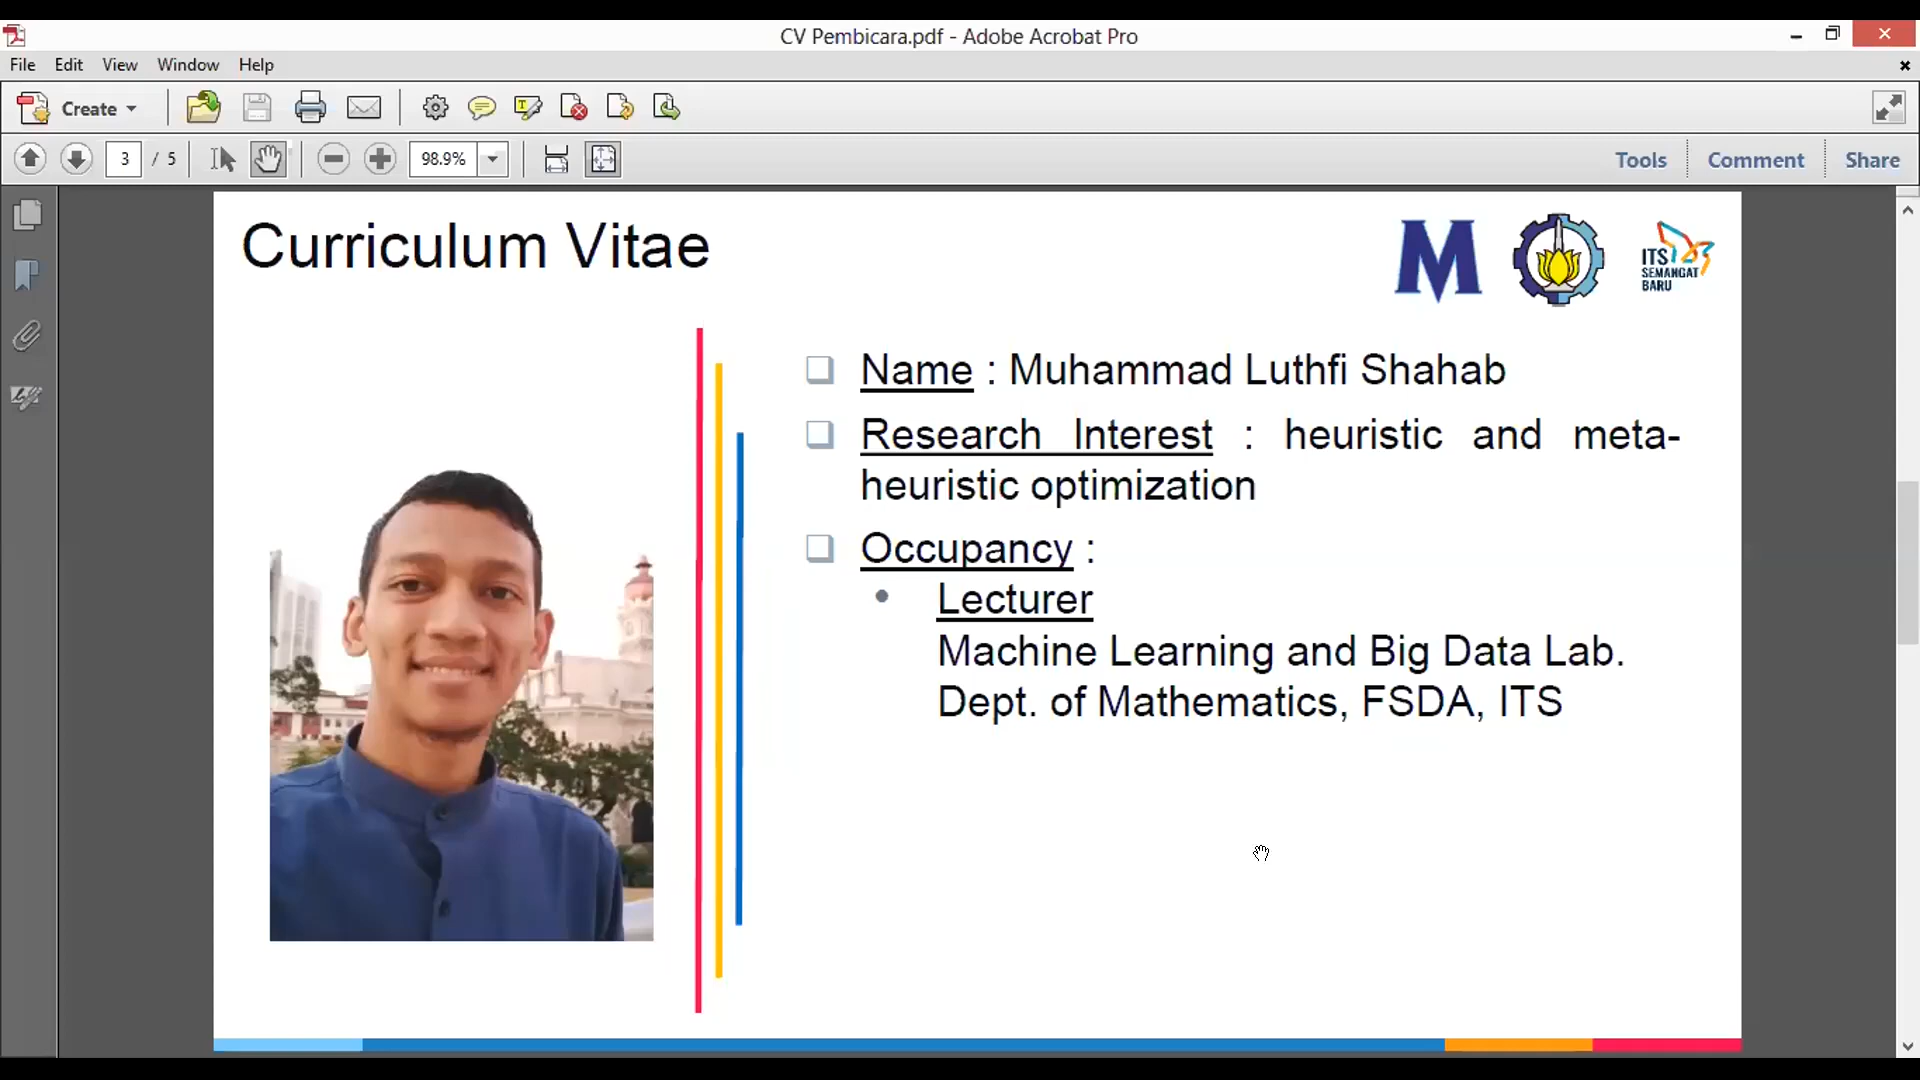 CV Pembicara.pdf - Adobe Acrobat Pro
File Edit View Window Help
Create
3 / 5 98.9% Tools Comment Share
Curriculum Vitae
M
ITS
SEMANGAT
BARU
Name : Muhammad Luthfi Shahab
Research Interest : heuristic and meta-
heuristic optimization
Occupancy :
Lecturer
Machine Learning and Big Data Lab.
Dept. of Mathematics, FSDA, ITS